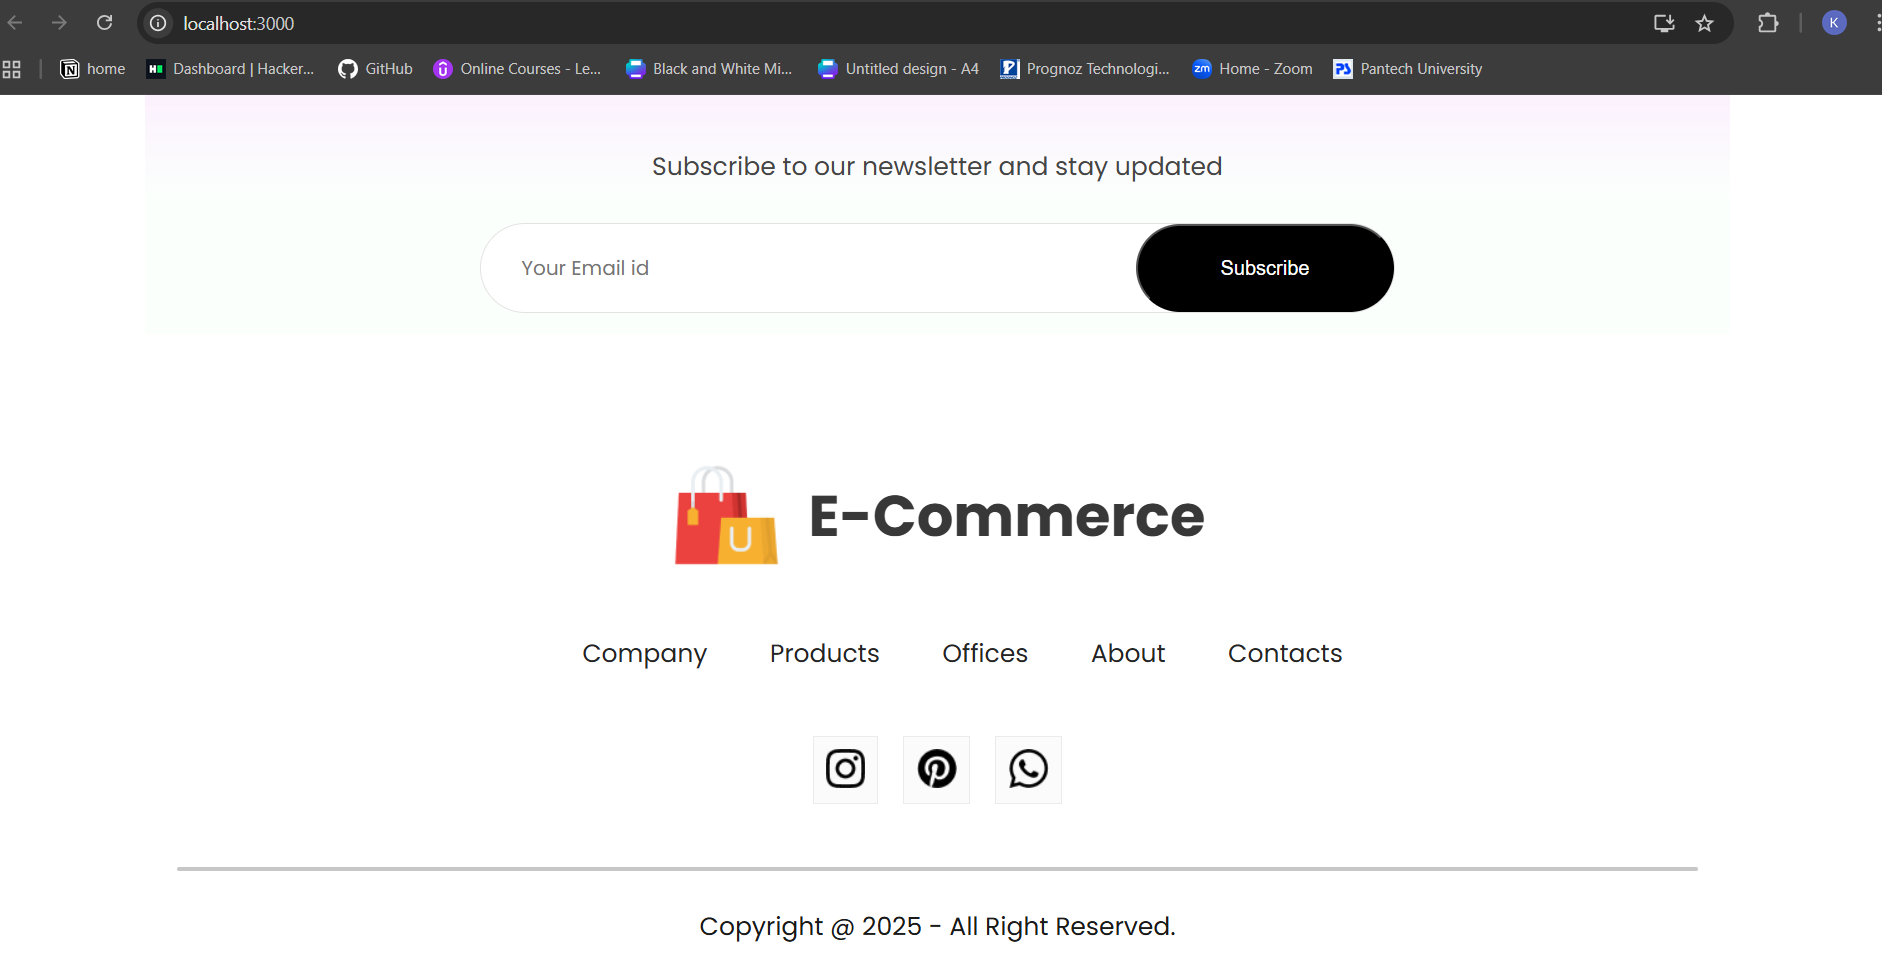 localhost:3000
K
home
Dashboard | Hacker...
GitHub
Online Courses - Le...
Black and White Mi...
Untitled design - A4
Prognoz Technologi...
zm
Home - Zoom
PS
Pantech University
Subscribe to our newsletter and stay updated
Your Email id
Subscribe
E-Commerce
Company Products Offices About Contacts
Copyright @ 2025 - All Right Reserved.